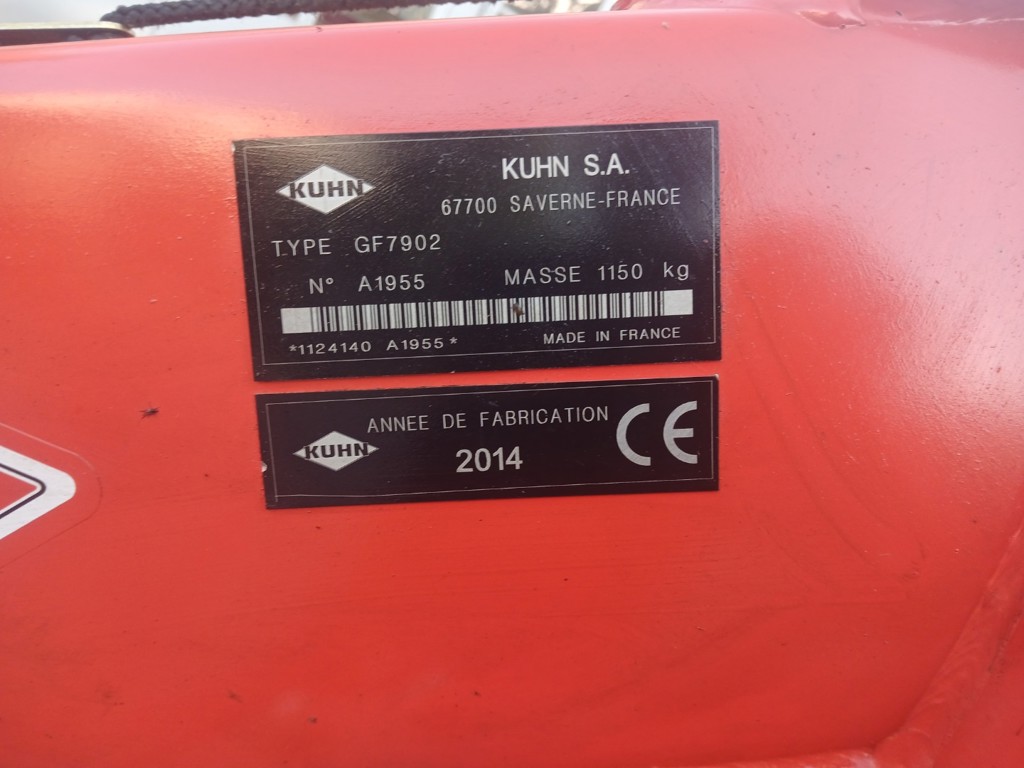 KUHN
KUHN S.A.
67700 SAVERNE-FRANCE
TYPE GF7902
N° A1955 MASSE 1150 kg
*1124140 A1955*
MADE IN FRANCE
KUHN
ANNEE DE FABRICATION
2014
CE